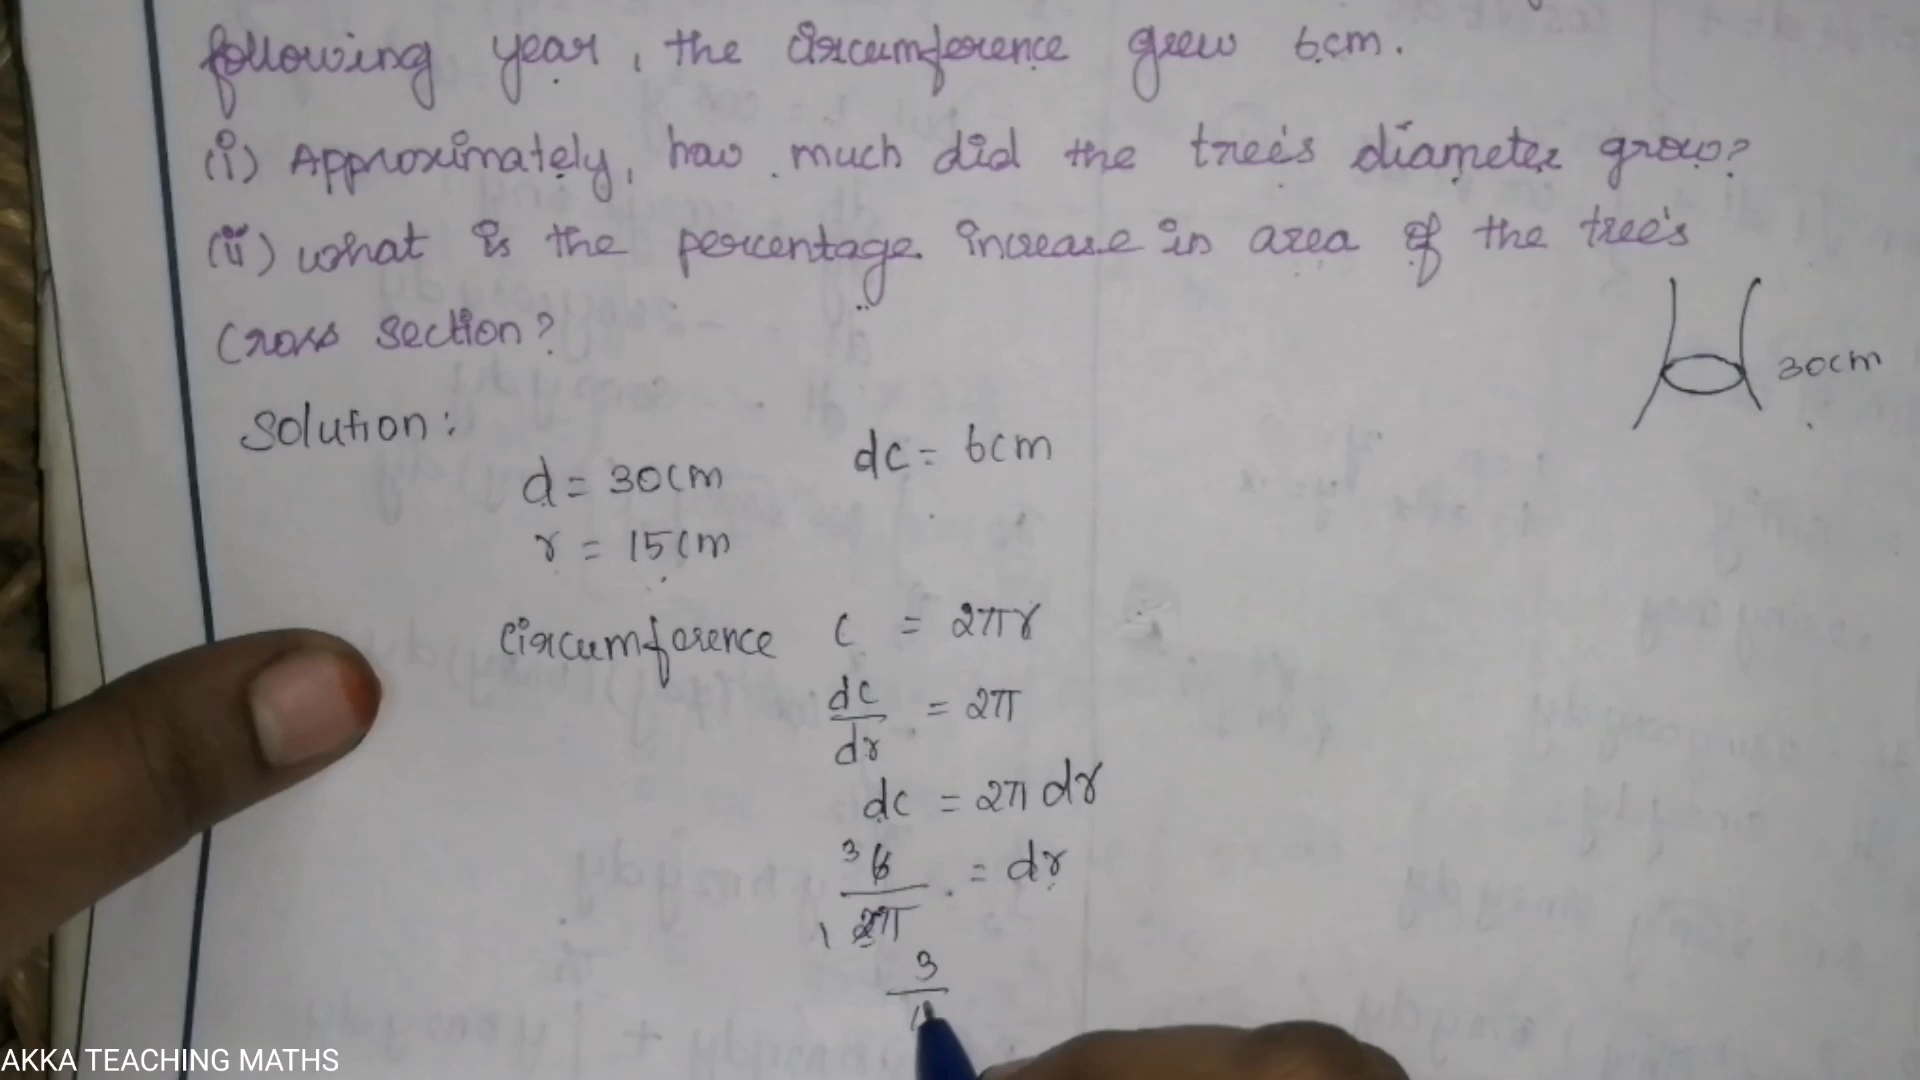 following year, the circumference grew 6cm.
(i) Approximately, how much did the tree's diameter grow?
(ii) what is the percentage increase in area of the tree's
cross section?
30cm
Solution:
d = 30cm
dc = 6cm
r = 15cm
circumference c = 2πr
dc/dr = 2π
dc = 2π dr
3 6
= dr
1 2π
3
AKKA TEACHING MATHS